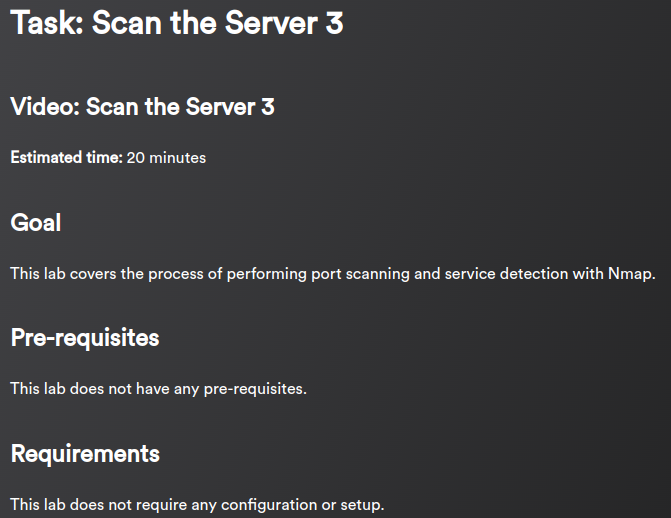 Task: Scan the Server 3
Video: Scan the Server 3
Estimated time: 20 minutes
Goal
This lab covers the process of performing port scanning and service detection with Nmap.
Pre-requisites
This lab does not have any pre-requisites.
Requirements
This lab does not require any configuration or setup.